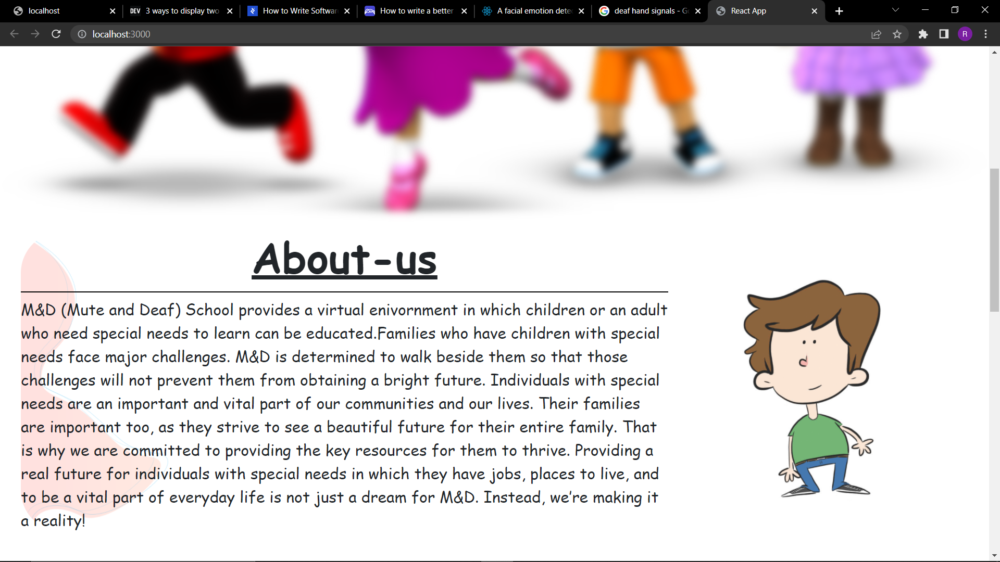 localhost
DEV 3 ways to display two
How to Write Softwar
How to write a better
A facial emotion dete
deaf hand signals - Go
React App
localhost:3000
R
About-us
M&D (Mute and Deaf) School provides a virtual enivornment in which children or an adult
who need special needs to learn can be educated.Families who have children with special
needs face major challenges. M&D is determined to walk beside them so that those
challenges will not prevent them from obtaining a bright future. Individuals with special
needs are an important and vital part of our communities and our lives. Their families
are important too, as they strive to see a beautiful future for their entire family. That
is why we are committed to providing the key resources for them to thrive. Providing a
real future for individuals with special needs in which they have jobs, places to live, and
to be a vital part of everyday life is not just a dream for M&D. Instead, we’re making it
a reality!